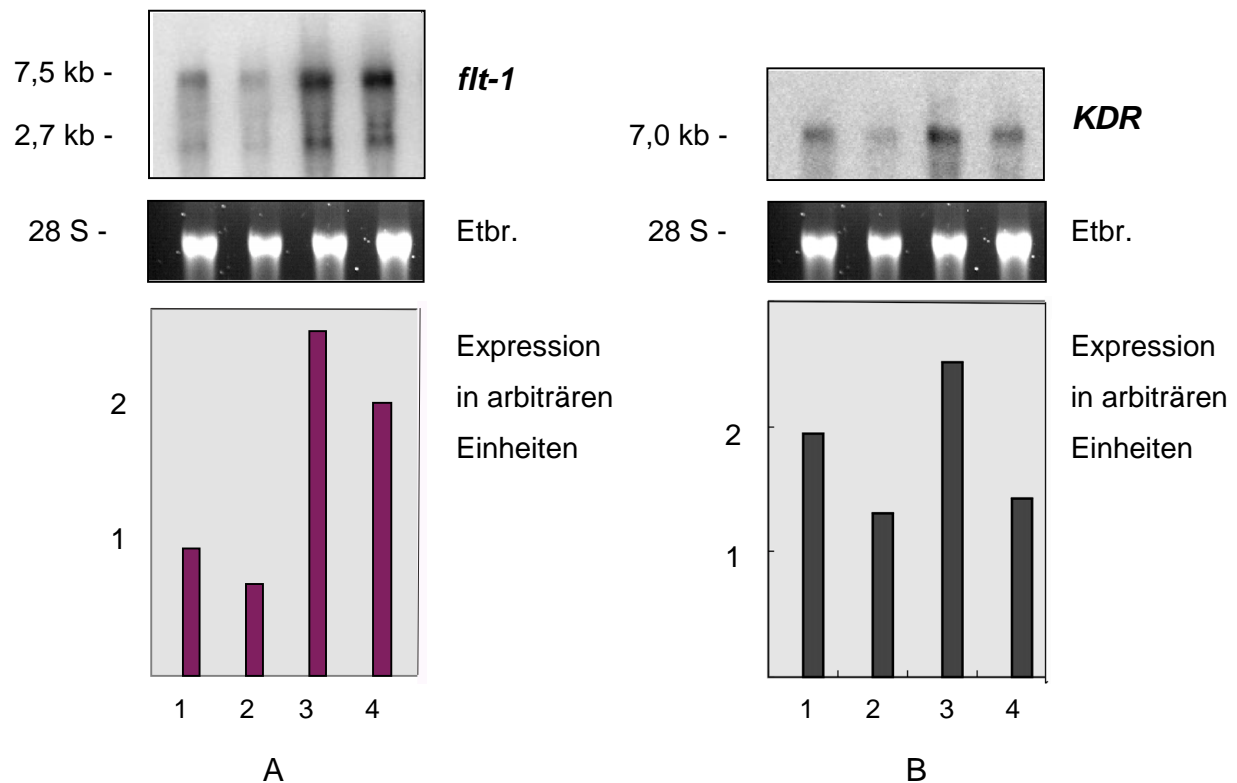 7,5 kb -
2,7 kb -
flt-1
28 S -
Etbr.
Expression
in arbiträren
Einheiten
2
1
1 2 3 4
A
7,0 kb -
KDR
28 S -
Etbr.
Expression
in arbiträren
Einheiten
2
1
1 2 3 4
B